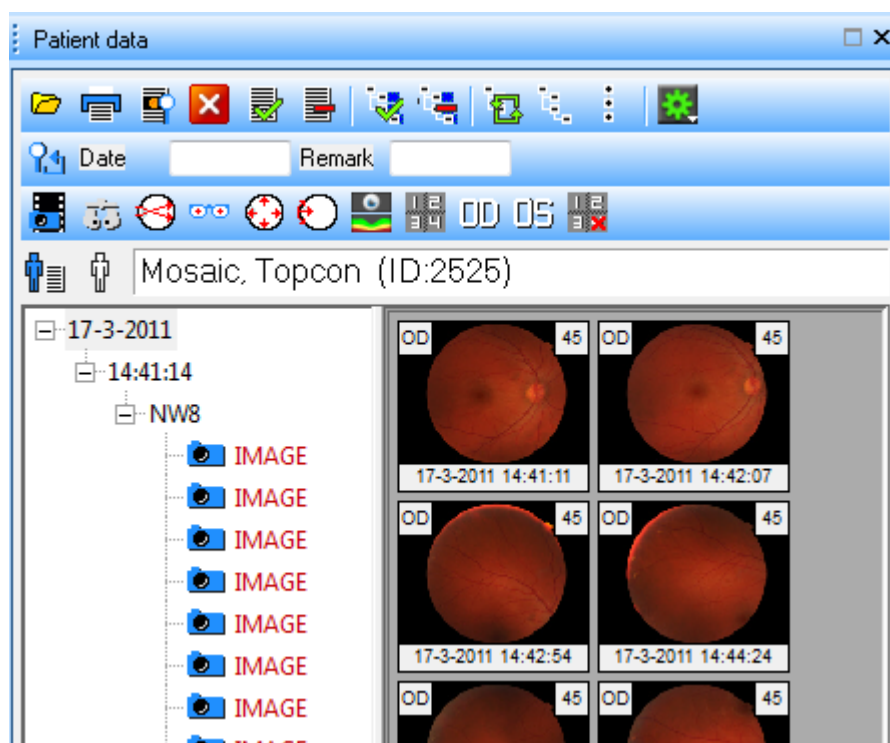 Patient data
Date
Remark
OD OS
Mosaic, Topcon (ID:2525)
17-3-2011
14:41:14
NW8
IMAGE
IMAGE
IMAGE
IMAGE
IMAGE
IMAGE
IMAGE
OD 45
17-3-2011 14:41:11
OD 45
17-3-2011 14:42:07
OD 45
17-3-2011 14:42:54
OD 45
17-3-2011 14:44:24
OD 45
OD 45